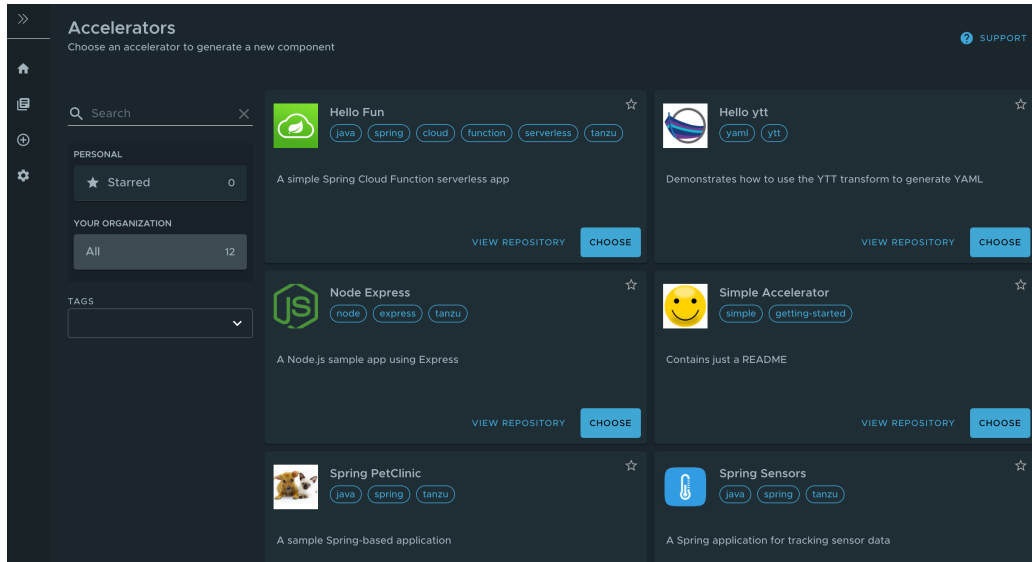 Accelerators
Choose an accelerator to generate a new component
SUPPORT
Search
PERSONAL
Starred 0
YOUR ORGANIZATION
All 12
TAGS
Hello Fun
java spring cloud function serverless tanzu
A simple Spring Cloud Function serverless app
VIEW REPOSITORY CHOOSE
Hello ytt
yaml ytt
Demonstrates how to use the YTT transform to generate YAML
VIEW REPOSITORY CHOOSE
JS
Node Express
node express tanzu
A Node.js sample app using Express
VIEW REPOSITORY CHOOSE
Simple Accelerator
simple getting-started
Contains just a README
VIEW REPOSITORY CHOOSE
Spring PetClinic
java spring tanzu
A sample Spring-based application
Spring Sensors
java spring tanzu
A Spring application for tracking sensor data